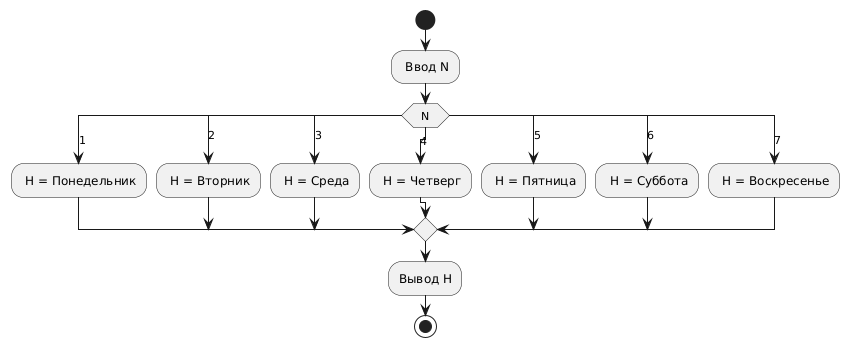 Ввод N
N
1
2
3
4
5
6
7
H = Понедельник
H = Вторник
H = Среда
H = Четверг
H = Пятница
H = Суббота
H = Воскресенье
Вывод H